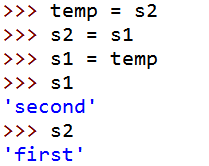 >>> temp = s2
>>> s2 = s1
>>> s1 = temp
>>> s1
'second'
>>> s2
'first'